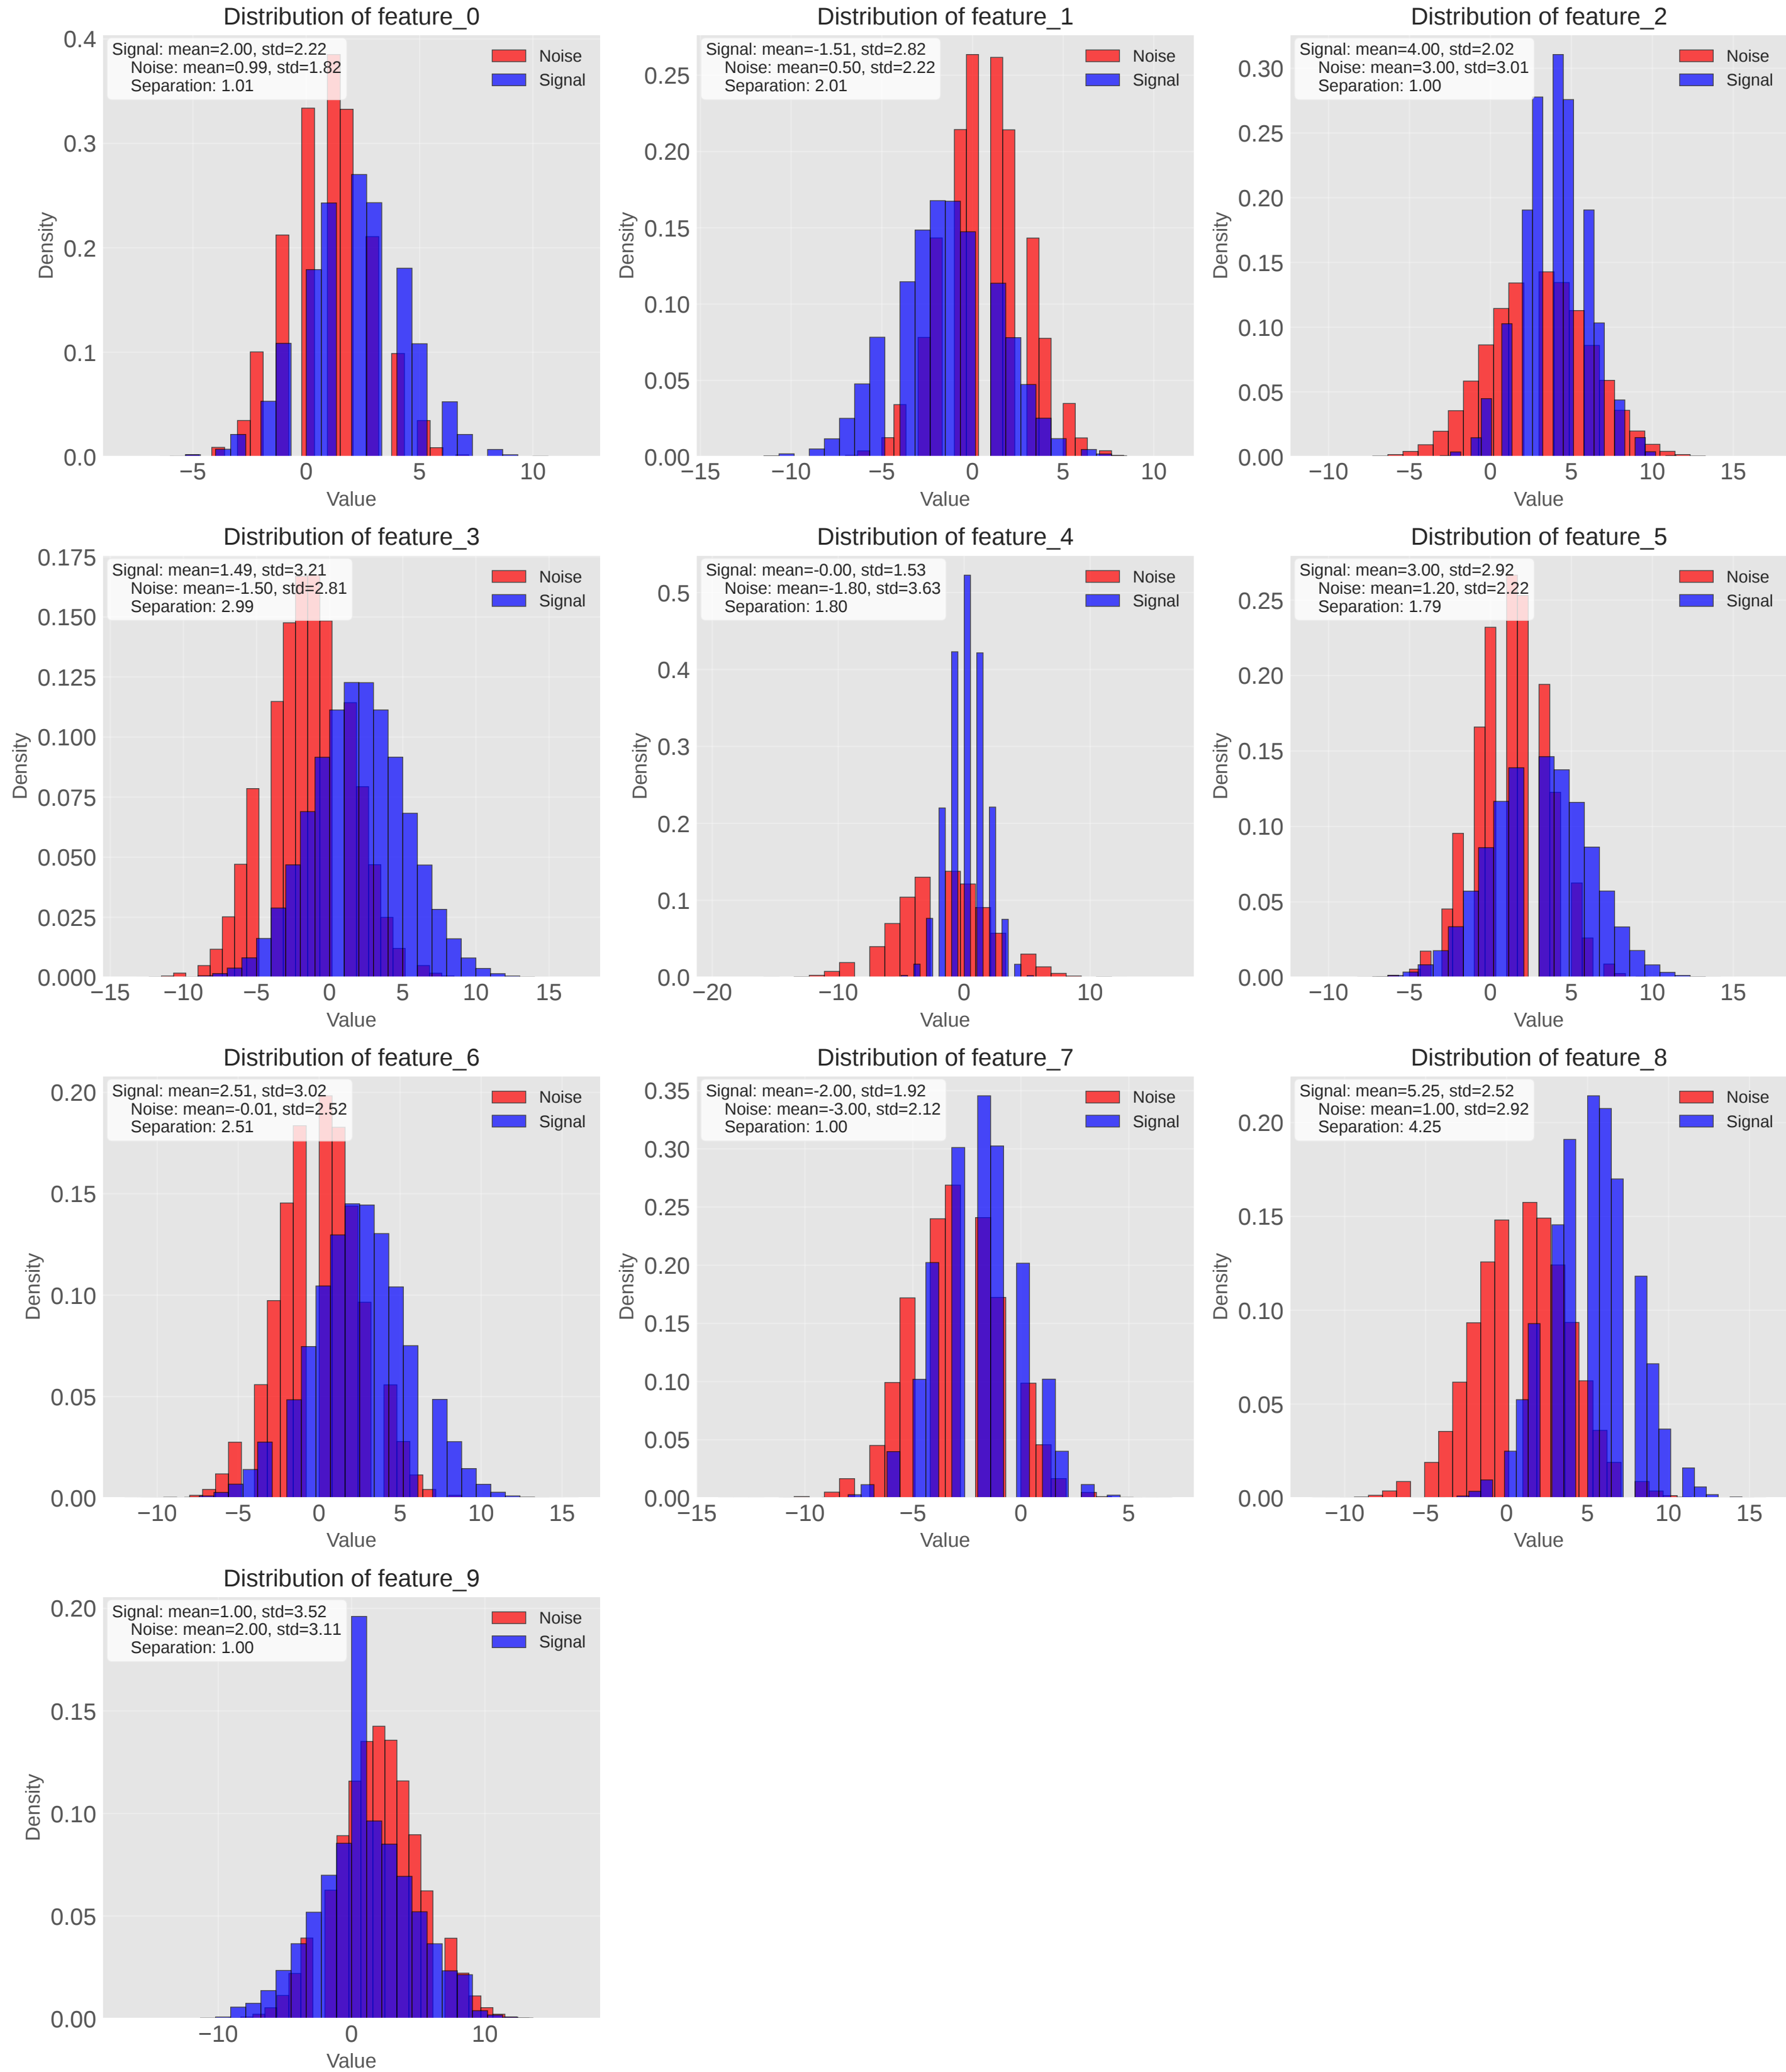 Distribution of feature_0
Signal: mean=2.00, std=2.22
Noise: mean=0.99, std=1.82
Separation: 1.01
Noise
Signal
0.4
0.3
0.2
0.1
0.0
Density
−5 0 5 10
Value
Distribution of feature_1
Signal: mean=-1.51, std=2.82
Noise: mean=0.50, std=2.22
Separation: 2.01
Noise
Signal
0.25
0.20
0.15
0.10
0.05
0.00
Density
−15 −10 −5 0 5 10
Value
Distribution of feature_2
Signal: mean=4.00, std=2.02
Noise: mean=3.00, std=3.01
Separation: 1.00
Noise
Signal
0.30
0.25
0.20
0.15
0.10
0.05
0.00
Density
−10 −5 0 5 10 15
Value
Distribution of feature_3
Signal: mean=1.49, std=3.21
Noise: mean=-1.50, std=2.81
Separation: 2.99
Noise
Signal
0.175
0.150
0.125
0.100
0.075
0.050
0.025
0.000
Density
−15 −10 −5 0 5 10 15
Value
Distribution of feature_4
Signal: mean=-0.00, std=1.53
Noise: mean=-1.80, std=3.63
Separation: 1.80
Noise
Signal
0.5
0.4
0.3
0.2
0.1
0.0
Density
−20 −10 0 10
Value
Distribution of feature_5
Signal: mean=3.00, std=2.92
Noise: mean=1.20, std=2.22
Separation: 1.79
Noise
Signal
0.25
0.20
0.15
0.10
0.05
0.00
Density
−10 −5 0 5 10 15
Value
Distribution of feature_6
Signal: mean=2.51, std=3.02
Noise: mean=-0.01, std=2.52
Separation: 2.51
Noise
Signal
0.20
0.15
0.10
0.05
0.00
Density
−10 −5 0 5 10 15
Value
Distribution of feature_7
Signal: mean=-2.00, std=1.92
Noise: mean=-3.00, std=2.12
Separation: 1.00
Noise
Signal
0.35
0.30
0.25
0.20
0.15
0.10
0.05
0.00
Density
−15 −10 −5 0 5
Value
Distribution of feature_8
Signal: mean=5.25, std=2.52
Noise: mean=1.00, std=2.92
Separation: 4.25
Noise
Signal
0.20
0.15
0.10
0.05
0.00
Density
−10 −5 0 5 10 15
Value
Distribution of feature_9
Signal: mean=1.00, std=3.52
Noise: mean=2.00, std=3.11
Separation: 1.00
Noise
Signal
0.20
0.15
0.10
0.05
0.00
Density
−10 0 10
Value